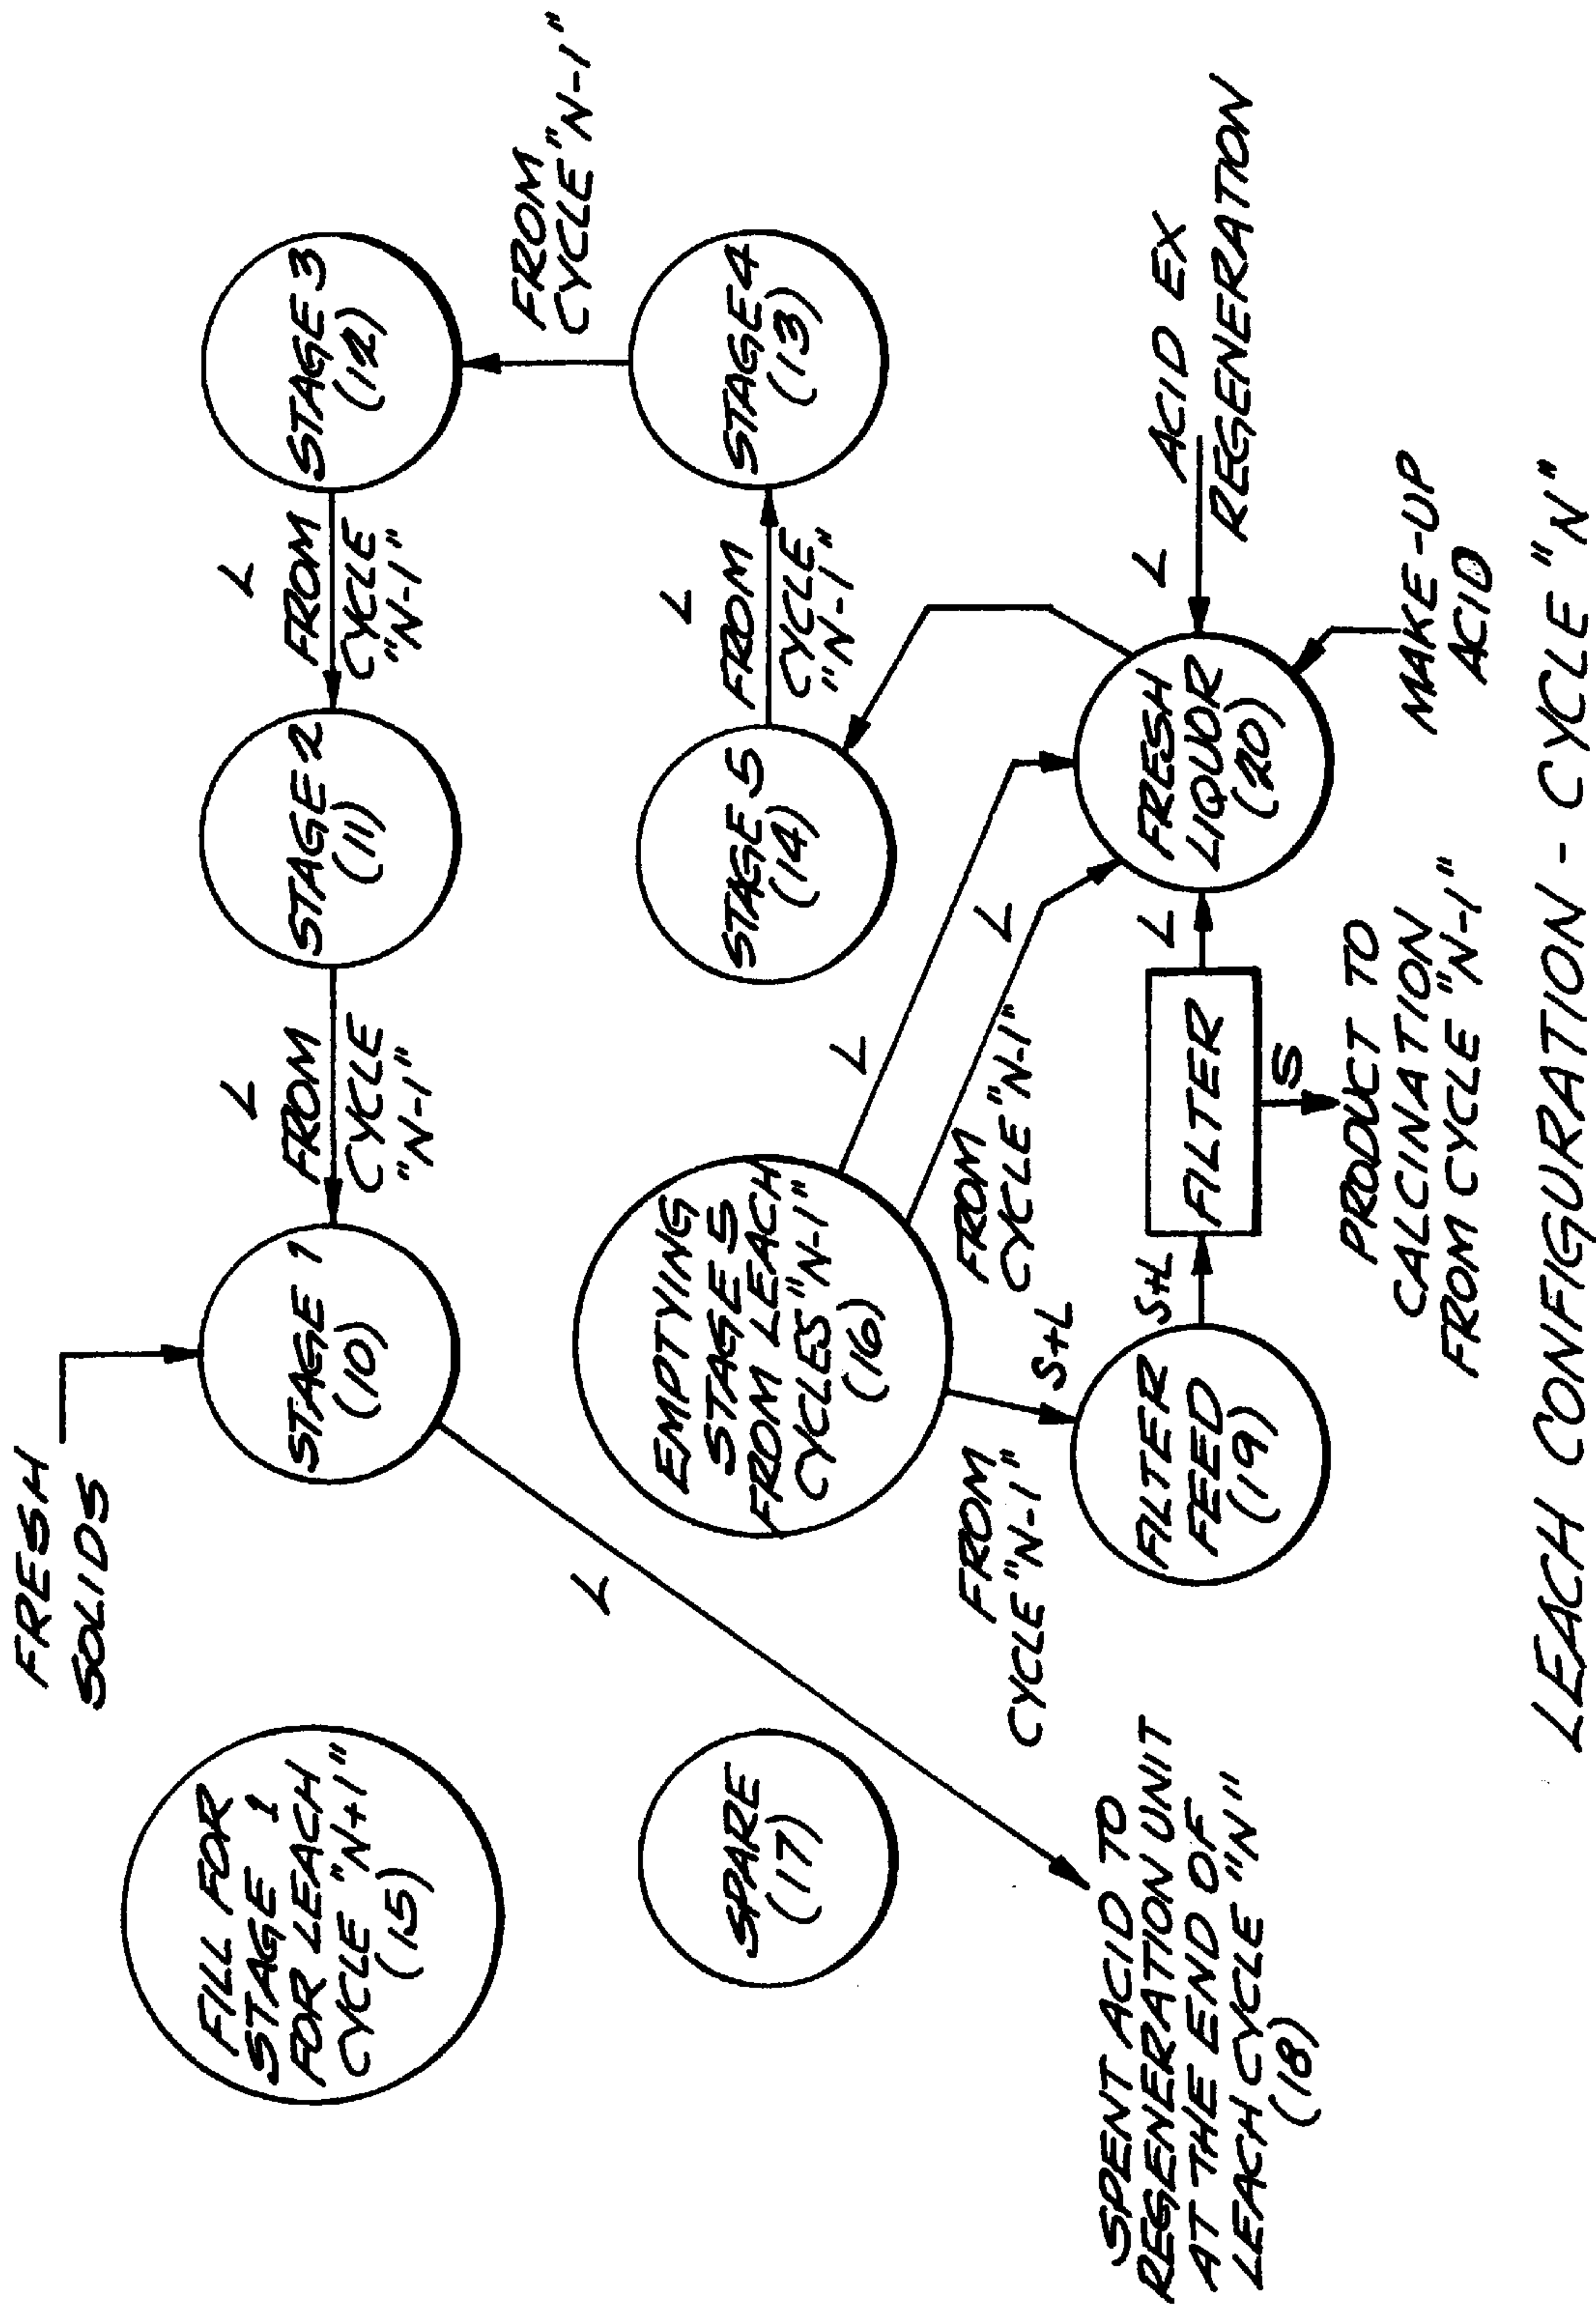 FRESH
SOLIDS
FILL FOR
STAGE 1
FOR LEACH
CYCLE "N+1"
(15)
STAGE 1
(10)
L
FROM
CYCLE
"N-1"
STAGE 2
(11)
L
FROM
CYCLE
"N-1"
STAGE 3
(12)
FROM
CYCLE "N-1"
SPARE
(17)
L
EMPTYING
STAGE 5
FROM LEACH
CYCLES "N-1"
(16)
STAGE 5
(14)
L
FROM
CYCLE
"N-1"
STAGE 4
(13)
L
L
FROM
CYCLE "N-1"
FROM
CYCLE "N-1"
S+L
SPENT ACID TO
REGENERATION UNIT
AT THE END OF
LEACH CYCLE "N"
(18)
FILTER
FEED
(19)
S+L
FILTER
S
L
FRESH
LIQUOR
(20)
L
ACID EX
REGENERATION
PRODUCT TO
CALCINATION
FROM CYCLE "N-1"
MAKE-UP
ACID
LEACH CONFIGURATION - CYCLE "N"